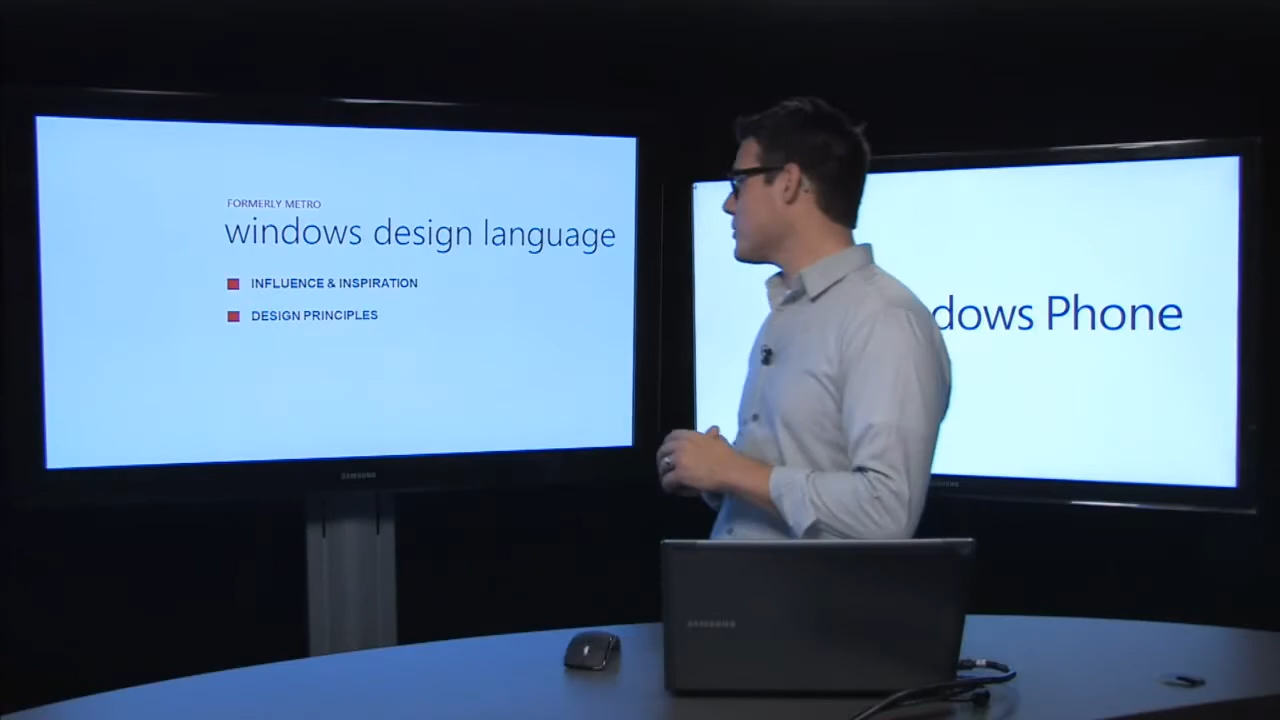 FORMERLY METRO
windows design language
INFLUENCE & INSPIRATION
DESIGN PRINCIPLES
SAMSUNG
dows Phone
SAMSUNG